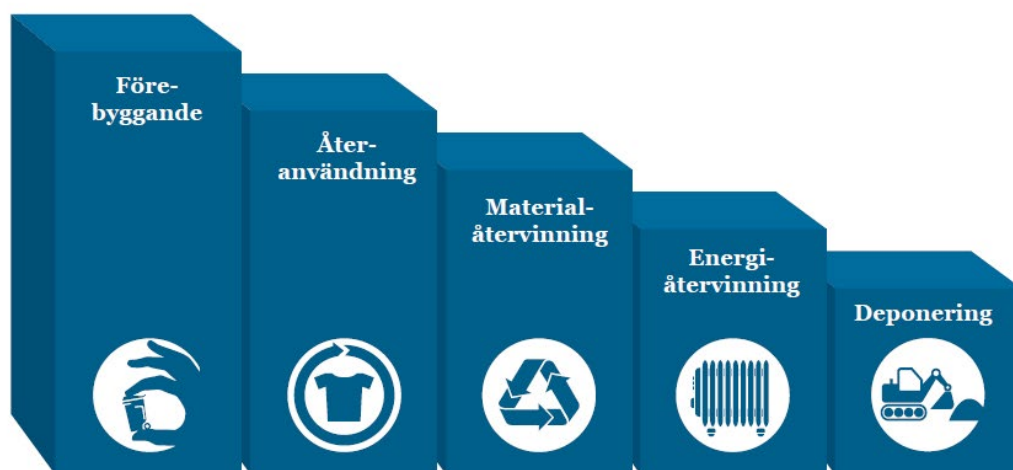 Före-
byggande
Åter-
användning
Material-
återvinning
Energi-
återvinning
Deponering